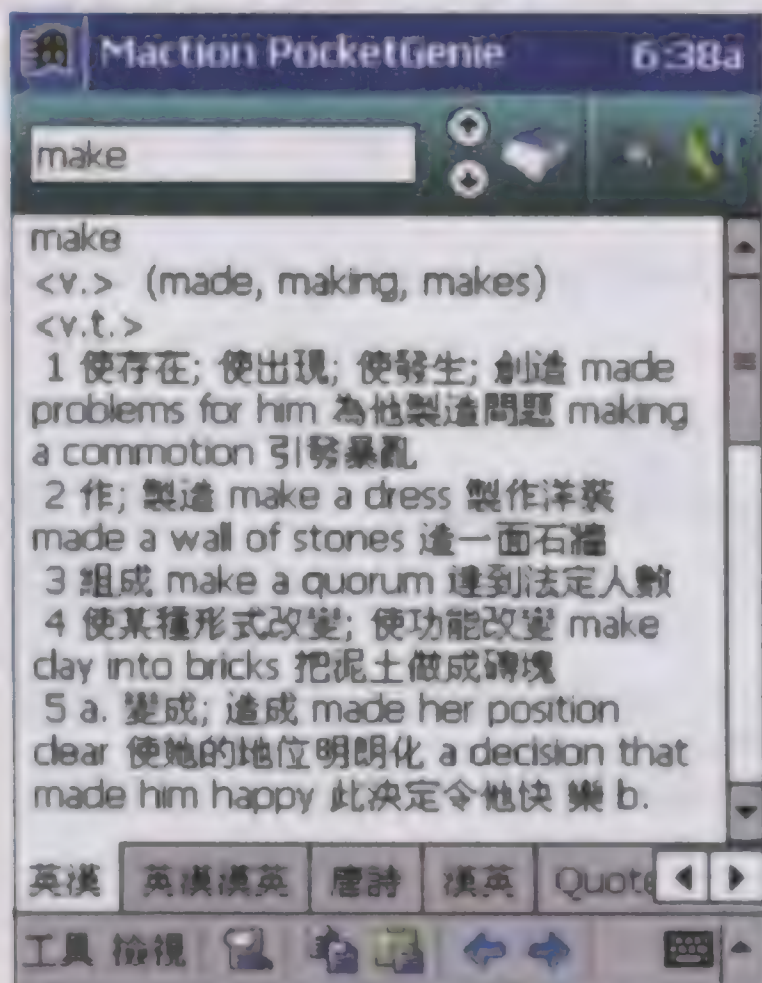 Maction PocketGenie 6:38a
make
make
<v.> (made, making, makes)
<v.t.>
1 使存在; 使出現; 使發生; 創造 made
problems for him 為他製造問題 making
a commotion 引發暴亂
2 作; 製造 make a dress 製作洋裝
made a wall of stones 造一面石牆
3 組成 make a quorum 達到法定人數
4 使某種形式改變; 使功能改變 make
clay into bricks 把泥土做成磚塊
5 a. 變成; 造成 made her position
clear 使她的地位明朗化 a decision that
made him happy 此決定令他快 樂 b.
英漢 英漢漢英 唐詩 漢英 Quote
工具 檢視